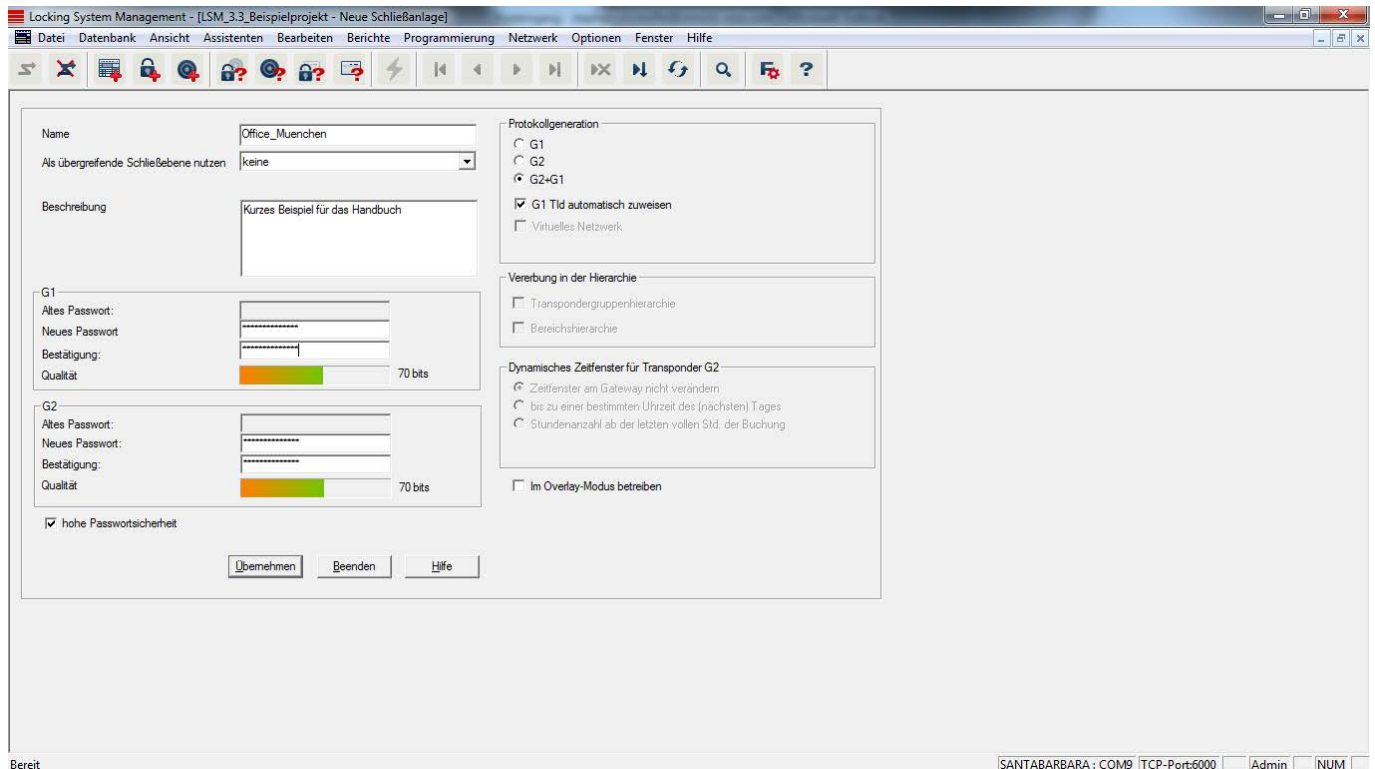 Locking System Management - [LSM_3.3_Beispielprojekt - Neue Schließanlage]
Datei Datenbank Ansicht Assistenten Bearbeiten Berichte Programmierung Netzwerk Optionen Fenster Hilfe
Name
Office_Muenchen
Als übergreifende Schließebene nutzen
keine
Beschreibung
Kurzes Beispiel für das Handbuch
G1
Altes Passwort:
Neues Passwort
**************
Bestätigung:
**************
Qualität
70 bits
G2
Altes Passwort:
Neues Passwort:
**************
Bestätigung:
**************
Qualität
70 bits
hohe Passwortsicherheit
Übernehmen
Beenden
Hilfe
Protokollgeneration
G1
G2
G2+G1
G1 TId automatisch zuweisen
Virtuelles Netzwerk
Vererbung in der Hierarchie
Transpondergruppenhierarchie
Bereichshierarchie
Dynamisches Zeitfenster für Transponder G2
Zeitfenster am Gateway nicht verändern
bis zu einer bestimmten Uhrzeit des (nächsten) Tages
Stundenanzahl ab der letzten vollen Std. der Buchung
Im Overlay-Modus betreiben
Bereit
SANTABARBARA : COM9 TCP-Port:6000 Admin NUM